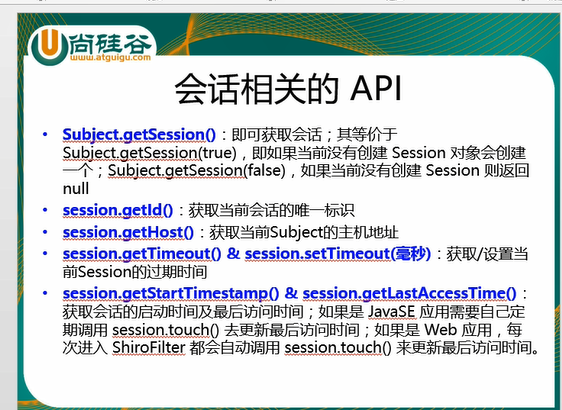 尚硅谷
www.atguigu.com
会话相关的 API
• Subject.getSession()：即可获取会话；其等价于
Subject.getSession(true)，即如果当前没有创建 Session 对象会创建
一个；Subject.getSession(false)，如果当前没有创建 Session 则返回
null
• session.getId()：获取当前会话的唯一标识
• session.getHost()：获取当前Subject的主机地址
• session.getTimeout() & session.setTimeout(毫秒)：获取/设置当
前Session的过期时间
• session.getStartTimestamp() & session.getLastAccessTime()：
获取会话的启动时间及最后访问时间；如果是 JavaSE 应用需要自己定
期调用 session.touch() 去更新最后访问时间；如果是 Web 应用，每
次进入 ShiroFilter 都会自动调用 session.touch() 来更新最后访问时间。